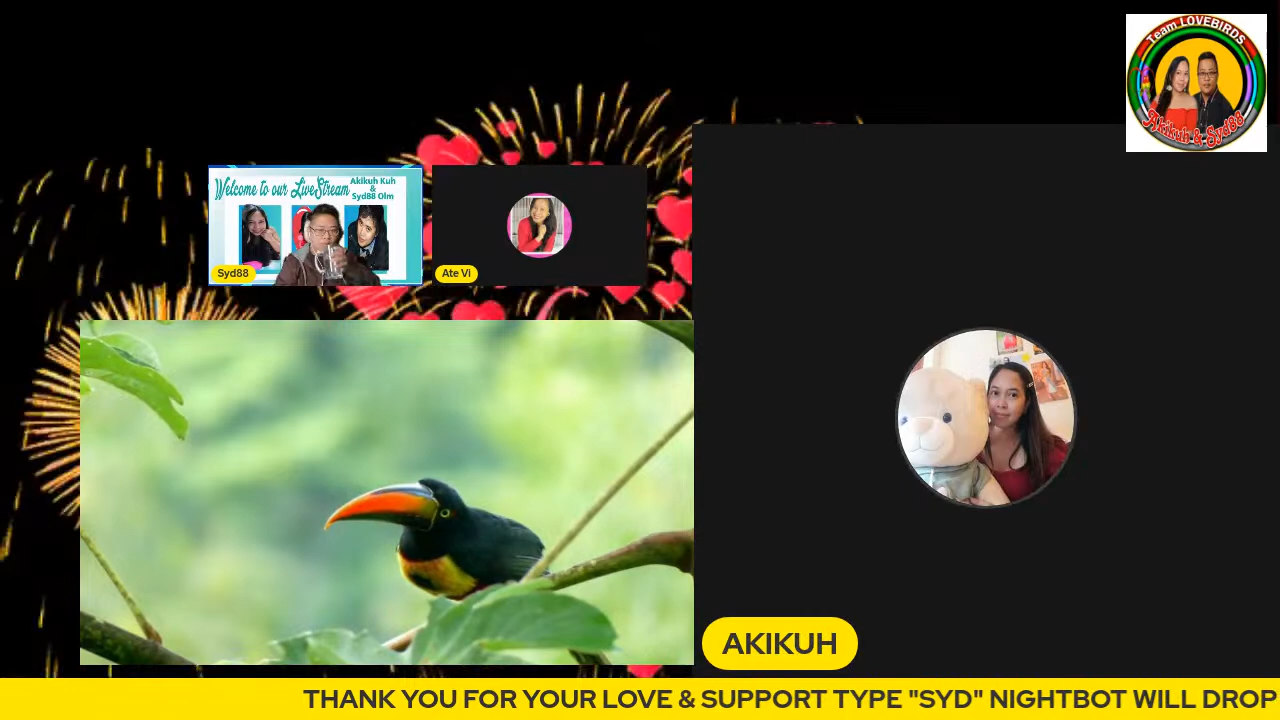 Team LOVEBIRDS
Akikuh & Syd88
Welcome to our LiveStream
Akikuh Kuh
&
Syd88 Olm
Syd88
Ate Vi
AKIKUH
THANK YOU FOR YOUR LOVE & SUPPORT TYPE "SYD" NIGHTBOT WILL DROP